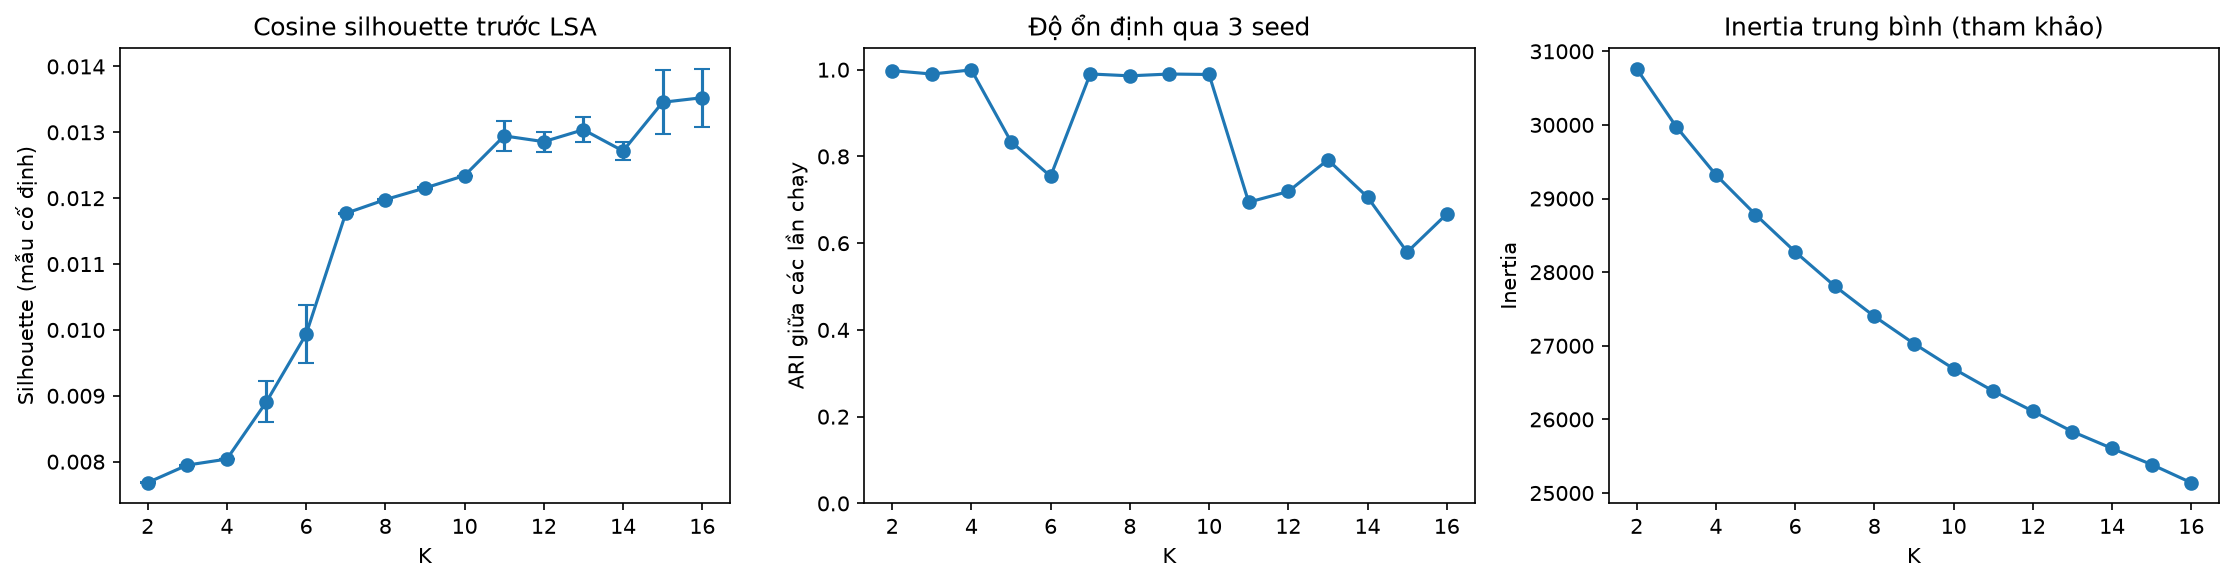 Cosine silhouette trước LSA
Silhouette (mẫu cố định)
0.014
0.013
0.012
0.011
0.010
0.009
0.008
2 4 6 8 10 12 14 16
K
Độ ổn định qua 3 seed
ARI giữa các lần chạy
1.0
0.8
0.6
0.4
0.2
0.0
2 4 6 8 10 12 14 16
K
Inertia trung bình (tham khảo)
Inertia
31000
30000
29000
28000
27000
26000
25000
2 4 6 8 10 12 14 16
K